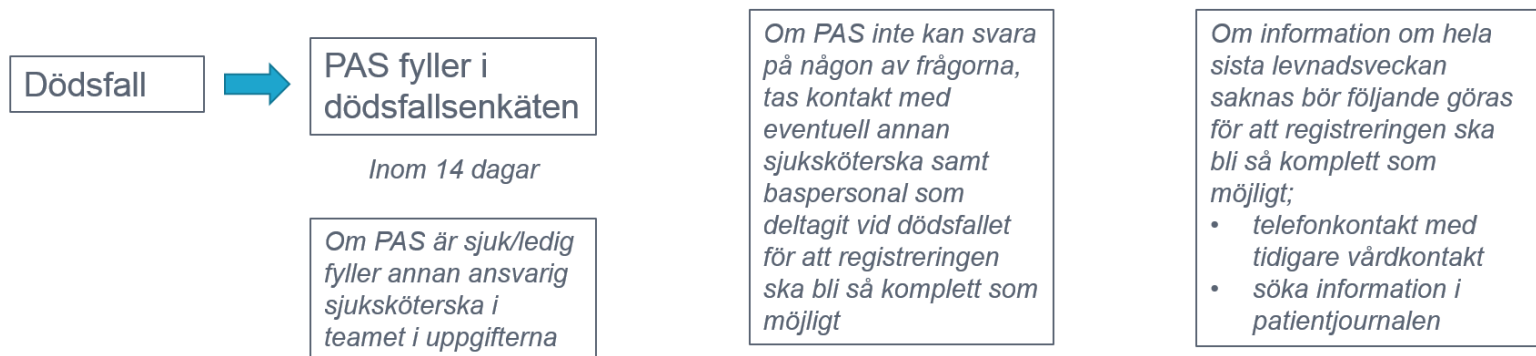 Dödsfall
PAS fyller i
dödsfallsenkäten
Inom 14 dagar
Om PAS är sjuk/ledig
fyller annan ansvarig
sjuksköterska i
teamet i uppgifterna
Om PAS inte kan svara
på någon av frågorna,
tas kontakt med
eventuell annan
sjuksköterska samt
baspersonal som
deltagit vid dödsfallet
för att registreringen
ska bli så komplett som
möjligt
Om information om hela
sista levnadsveckan
saknas bör följande göras
för att registreringen ska
bli så komplett som
möjligt;
• telefonkontakt med
tidigare vårdkontakt
• söka information i
patientjournalen